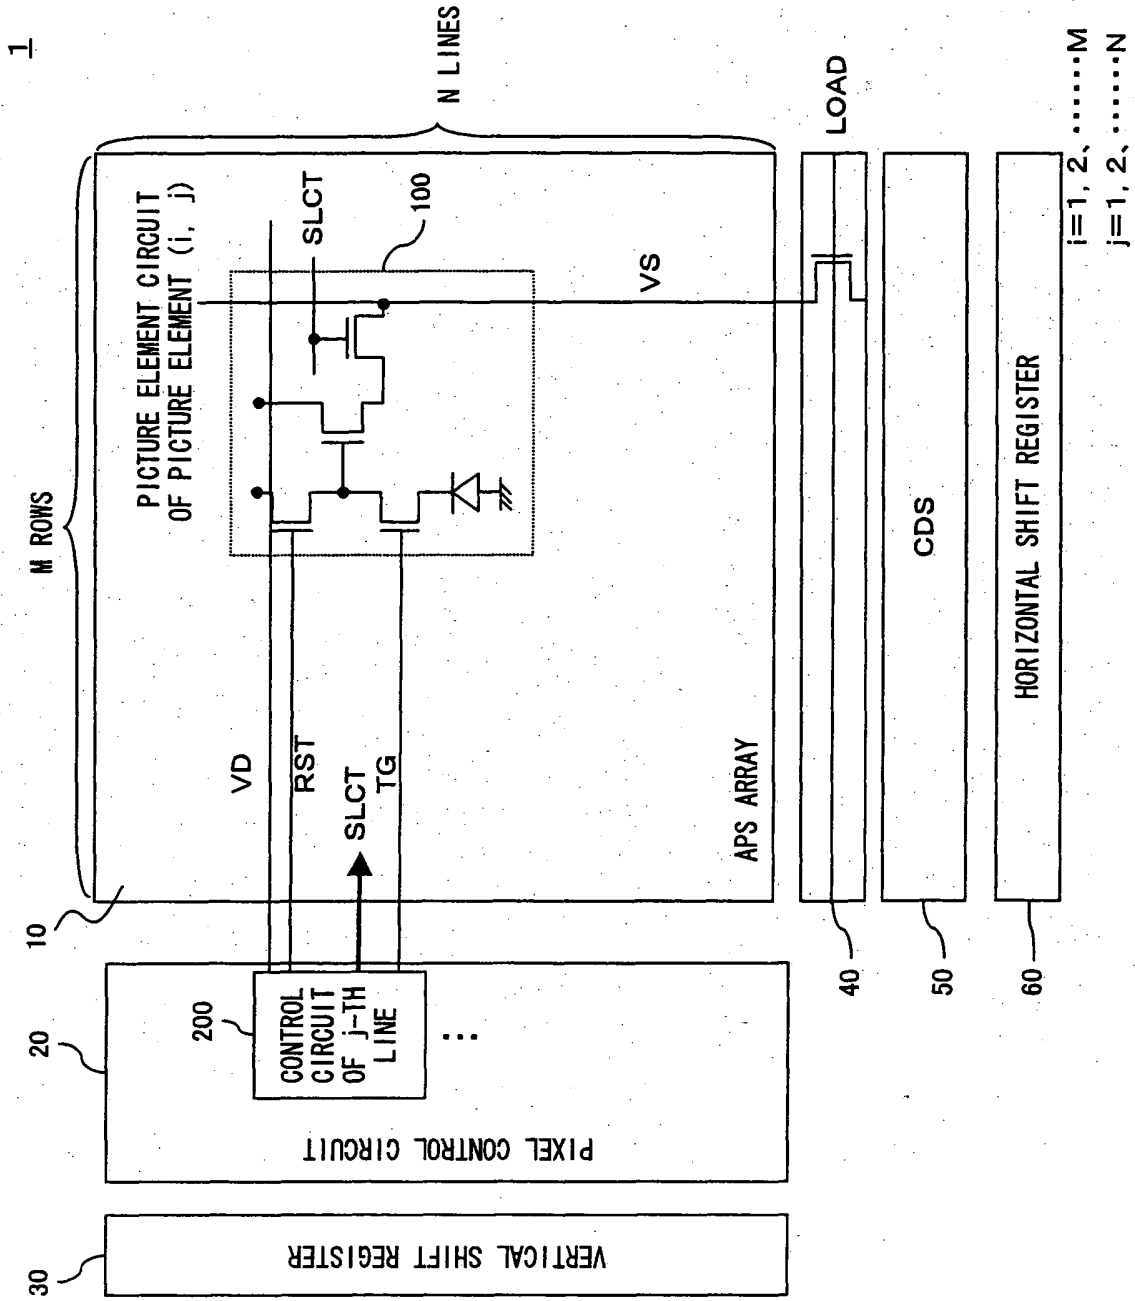 1
M ROWS
N LINES
PICTURE ELEMENT CIRCUIT
OF PICTURE ELEMENT (i, j)
SLCT
100
VS
VD
RST
SLCT
TG
APS ARRAY
10
20
200
CONTROL
CIRCUIT
OF j-TH
LINE
...
PIXEL CONTROL CIRCUIT
30
VERTICAL SHIFT REGISTER
LOAD
40
CDS
50
HORIZONTAL SHIFT REGISTER
60
i=1, 2、······M
j=1, 2、······N